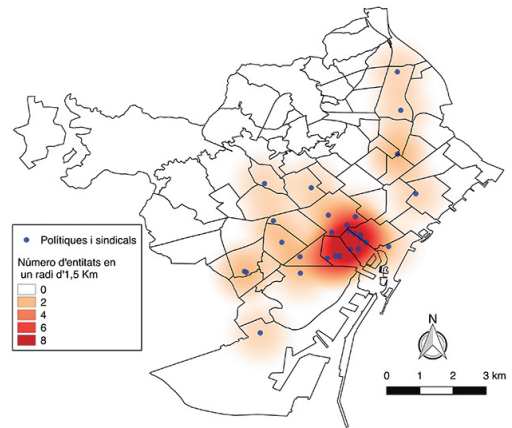 Polítiques i sindicals
Número d'entitats en
un radi d'1,5 Km
0
2
4
6
8
N
0 1 2 3 km